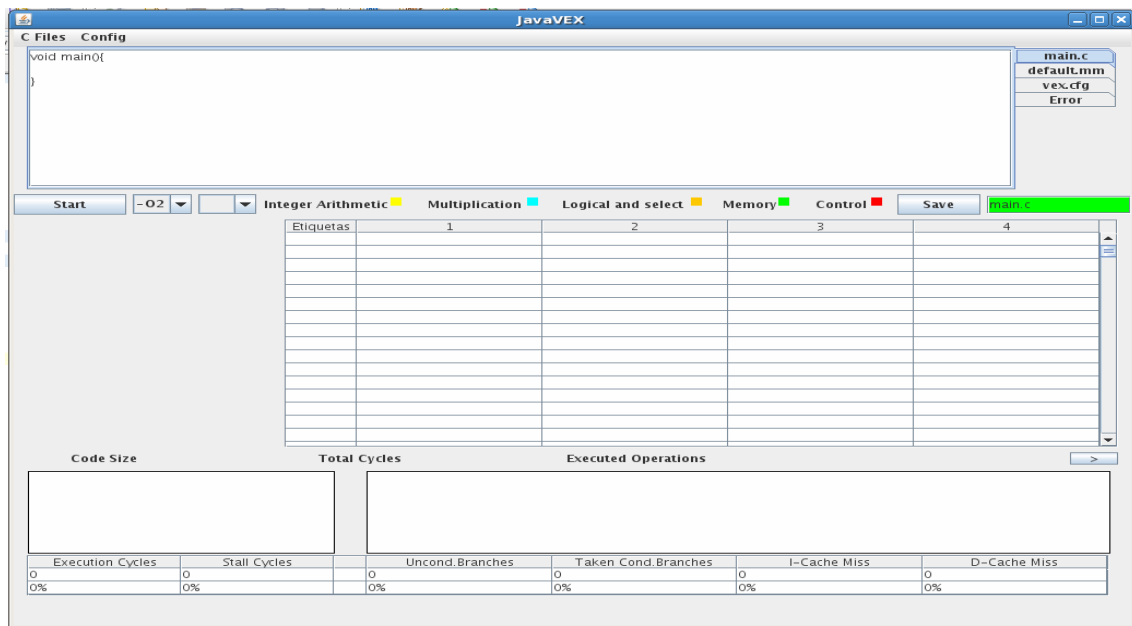 JavaVEX
C Files Config
void main(){
}
main.c
default.mm
vex.cfg
Error
Start -O2 Integer Arithmetic Multiplication Logical and select Memory Control Save main.c
Etiquetas 1 2 3 4
Code Size Total Cycles Executed Operations >
Execution Cycles Stall Cycles Uncond.Branches Taken Cond.Branches I-Cache Miss D-Cache Miss
0 0 0 0 0 0
0% 0% 0% 0% 0% 0%